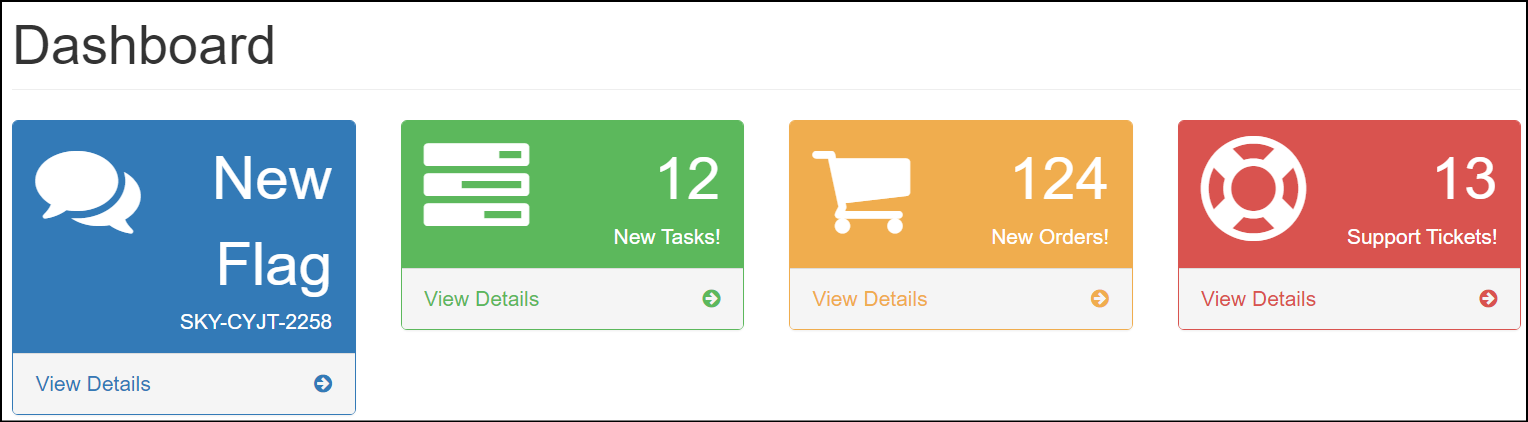 Dashboard
New
Flag
SKY-CYJT-2258
View Details
12
New Tasks!
View Details
124
New Orders!
View Details
13
Support Tickets!
View Details